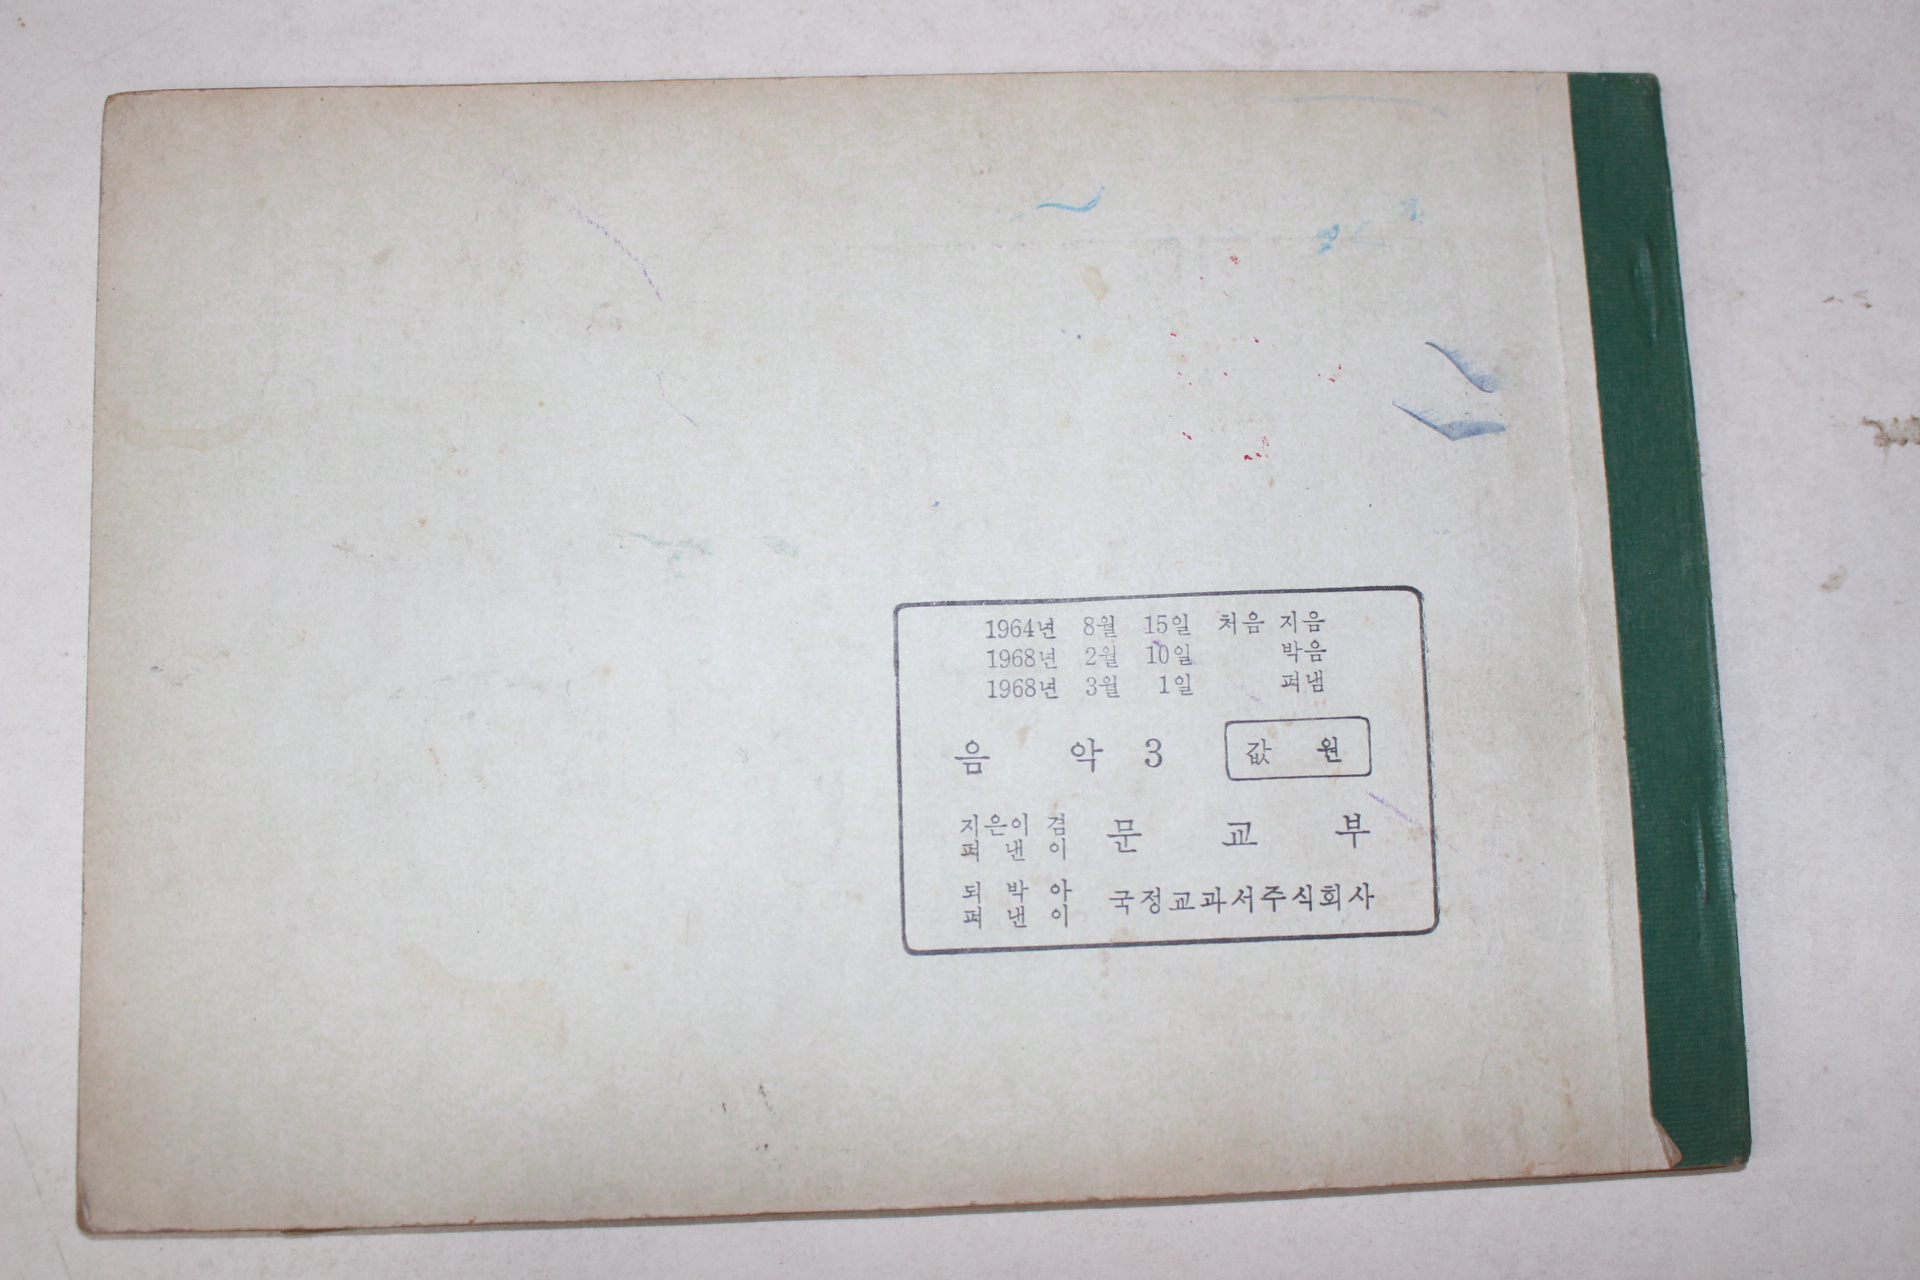 1964년 8월 15일 처음 지음
1968년 2월 10일 박음
1968년 3월 1일 펴냄
음 악 3
값 원
지은이 겸
펴 낸 이
문 교 부
되 박 아
펴 낸 이
국정교과서주식회사